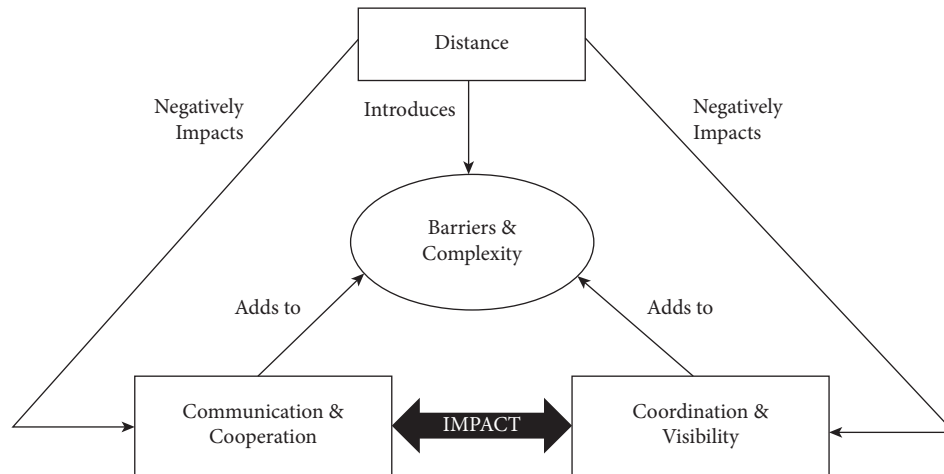 Distance
Negatively
Impacts
Introduces
Negatively
Impacts
Barriers &
Complexity
Adds to
Adds to
Communication &
Cooperation
IMPACT
Coordination &
Visibility